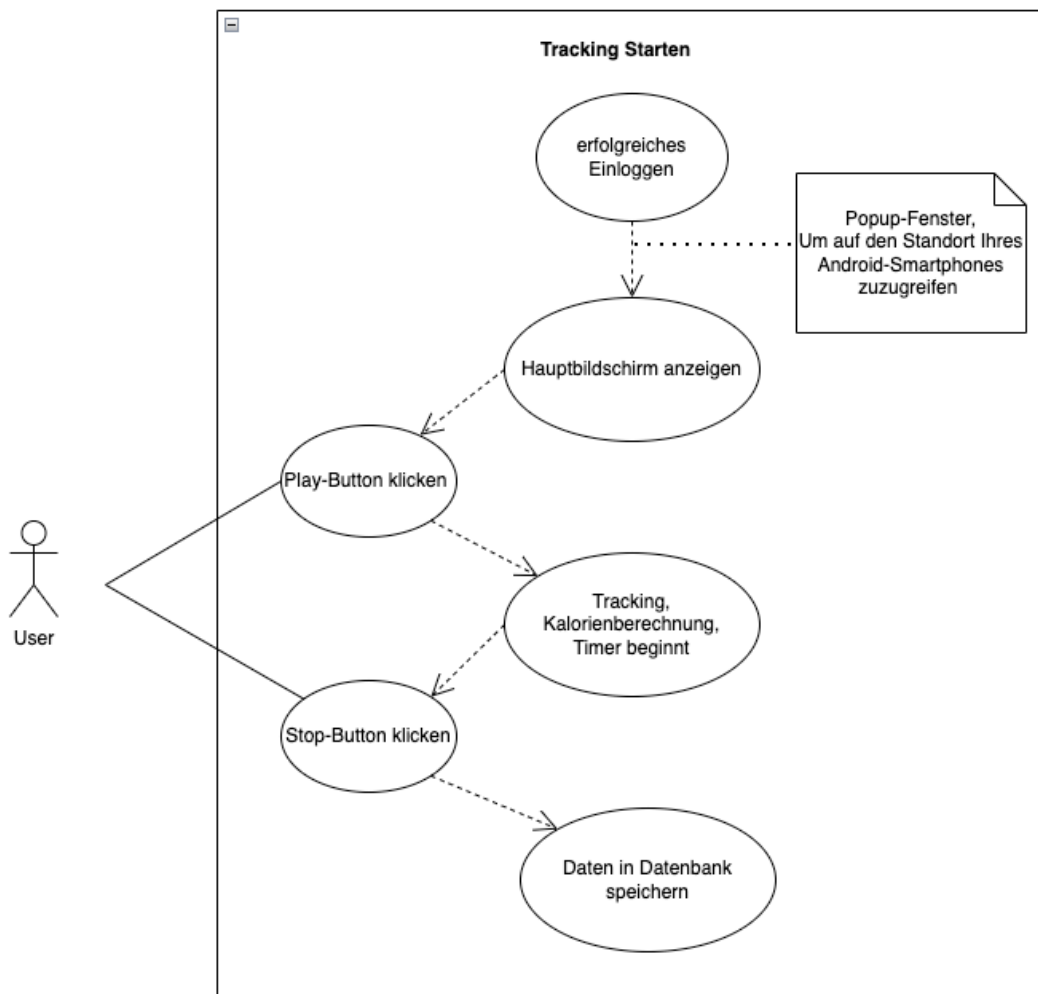 Tracking Starten
erfolgreiches
Einloggen
Popup-Fenster,
Um auf den Standort Ihres
Android-Smartphones
zuzugreifen
Hauptbildschirm anzeigen
Play-Button klicken
Tracking,
Kalorienberechnung,
Timer beginnt
User
Stop-Button klicken
Daten in Datenbank
speichern